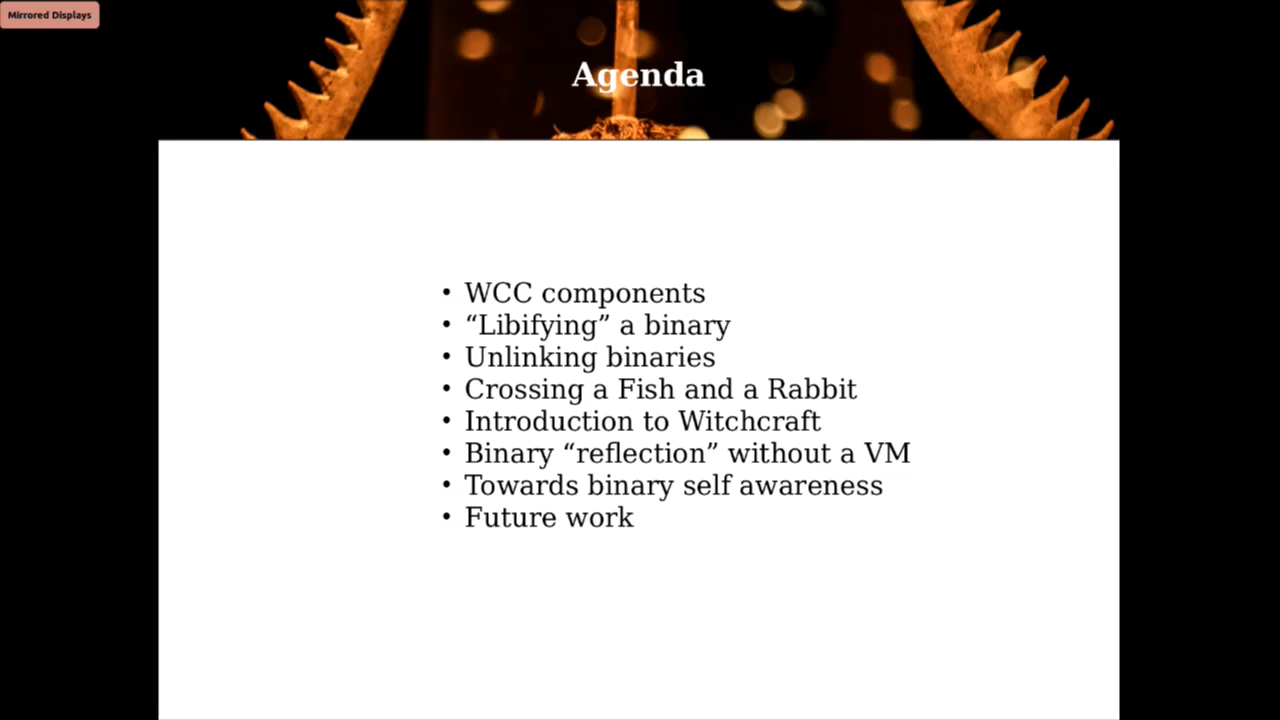 Mirrored Displays
Agenda
• WCC components
• “Libifying” a binary
• Unlinking binaries
• Crossing a Fish and a Rabbit
• Introduction to Witchcraft
• Binary “reflection” without a VM
• Towards binary self awareness
• Future work